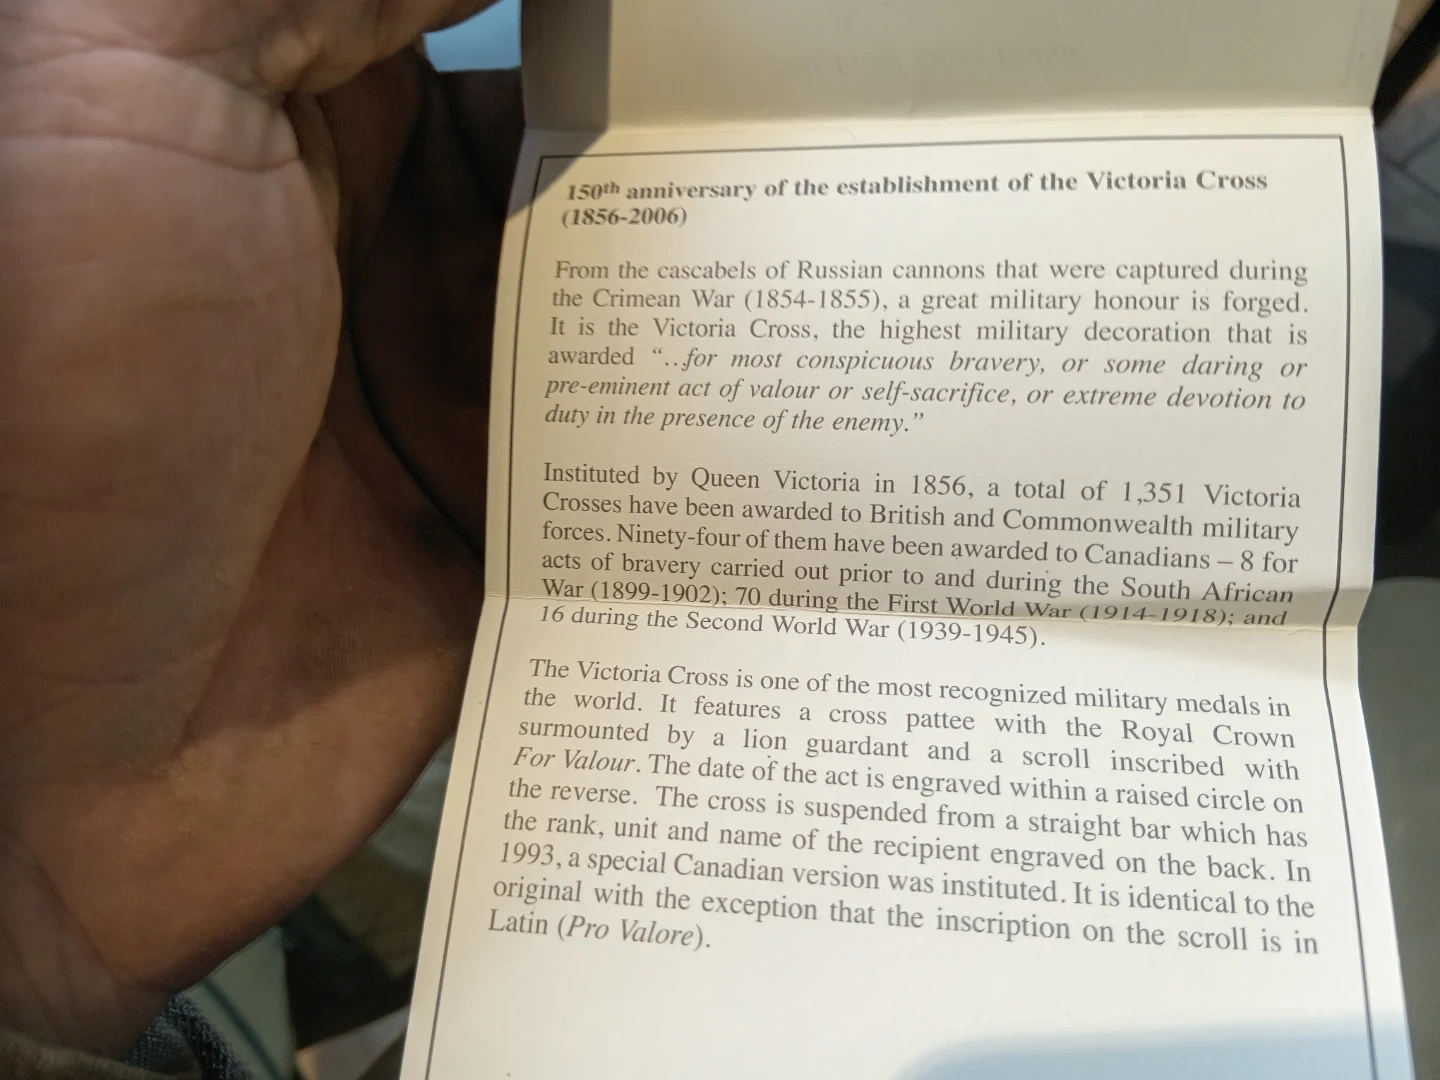 150th anniversary of the establishment of the Victoria Cross
(1856-2006)
From the cascabels of Russian cannons that were captured during
the Crimean War (1854-1855), a great military honour is forged.
It is the Victoria Cross, the highest military decoration that is
awarded “…for most conspicuous bravery, or some daring or
pre-eminent act of valour or self-sacrifice, or extreme devotion to
duty in the presence of the enemy.”
Instituted by Queen Victoria in 1856, a total of 1,351 Victoria
Crosses have been awarded to British and Commonwealth military
forces. Ninety-four of them have been awarded to Canadians – 8 for
acts of bravery carried out prior to and during the South African
War (1899-1902); 70 during the First World War (1914-1918); and
16 during the Second World War (1939-1945).
The Victoria Cross is one of the most recognized military medals in
the world. It features a cross pattee with the Royal Crown
surmounted by a lion guardant and a scroll inscribed with
For Valour. The date of the act is engraved within a raised circle on
the reverse. The cross is suspended from a straight bar which has
the rank, unit and name of the recipient engraved on the back. In
1993, a special Canadian version was instituted. It is identical to the
original with the exception that the inscription on the scroll is in
Latin (Pro Valore).